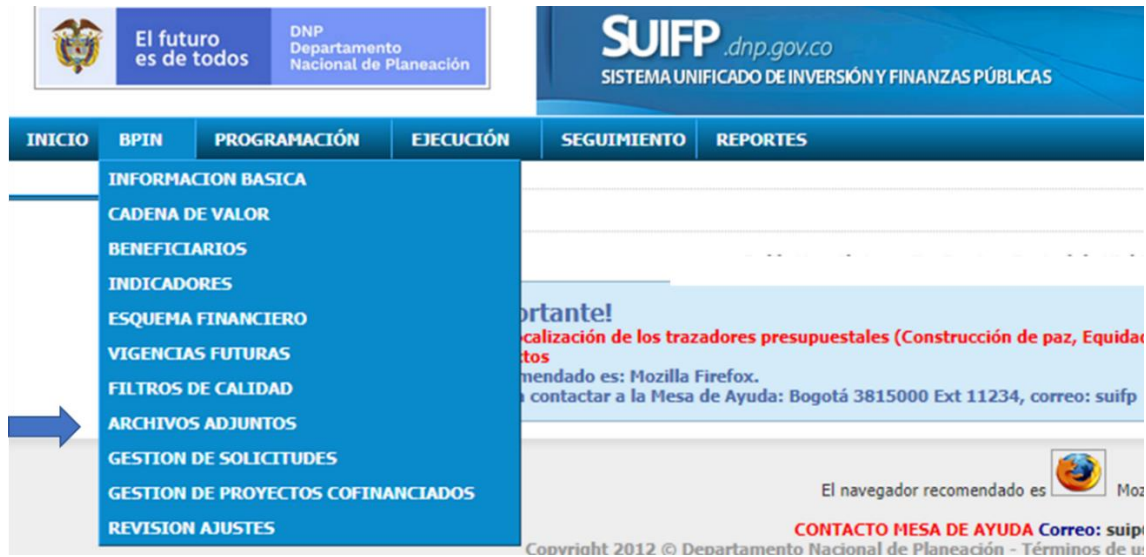 El futuro
es de todos
DNP
Departamento
Nacional de Planeación
SUIFP.dnp.gov.co
SISTEMA UNIFICADO DE INVERSIÓN Y FINANZAS PÚBLICAS
INICIO BPIN PROGRAMACIÓN EJECUCIÓN SEGUIMIENTO REPORTES
INFORMACION BASICA
CADENA DE VALOR
BENEFICIARIOS
INDICADORES
ESQUEMA FINANCIERO
VIGENCIAS FUTURAS
FILTROS DE CALIDAD
ARCHIVOS ADJUNTOS
GESTION DE SOLICITUDES
GESTION DE PROYECTOS COFINANCIADOS
REVISION AJUSTES
ortante!
calización de los trazadores presupuestales (Construcción de paz, Equidad
tos
mendado es: Mozilla Firefox.
contactar a la Mesa de Ayuda: Bogotá 3815000 Ext 11234, correo: suifp
El navegador recomendado es Moz
CONTACTO MESA DE AYUDA Correo:
Copyright 2012 © Departamento Nacional de Planeación - Términos de